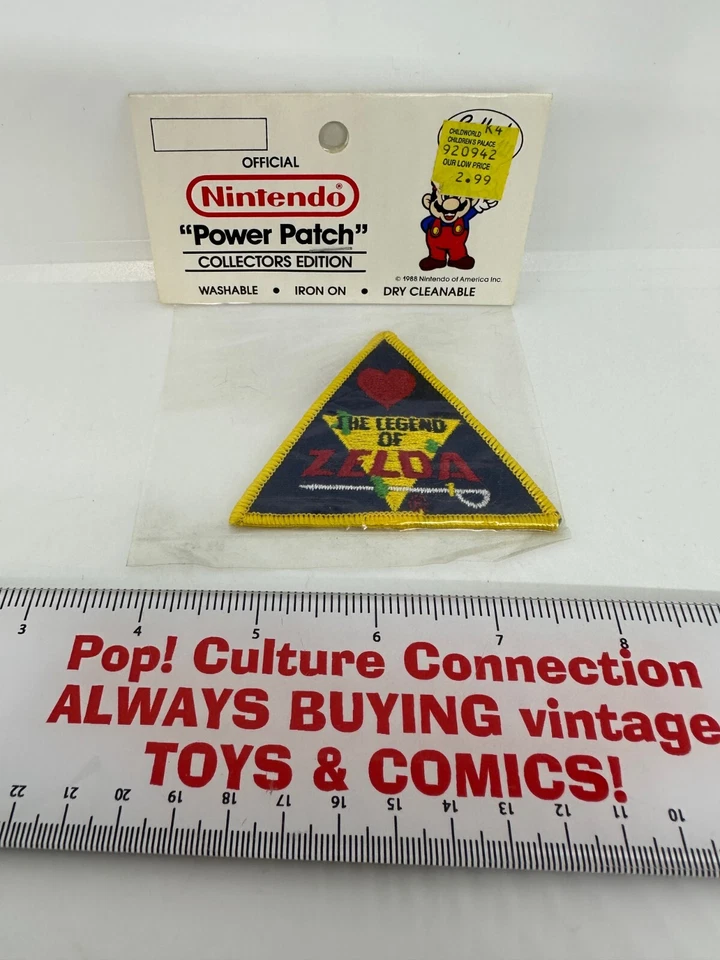 CHILDWORLD K4
CHILDREN'S PALACE
920942
OUR LOW PRICE
2.99
OFFICIAL
Nintendo®
"Power Patch"
COLLECTORS EDITION
© 1988 Nintendo of America Inc.
WASHABLE • IRON ON • DRY CLEANABLE
THE LEGEND
OF
ZELDA
3 4 5 6 7 8
Pop! Culture Connection
ALWAYS BUYING vintage
TOYS & COMICS!
22 21 20 19 18 17 16 15 14 13 12 11 10